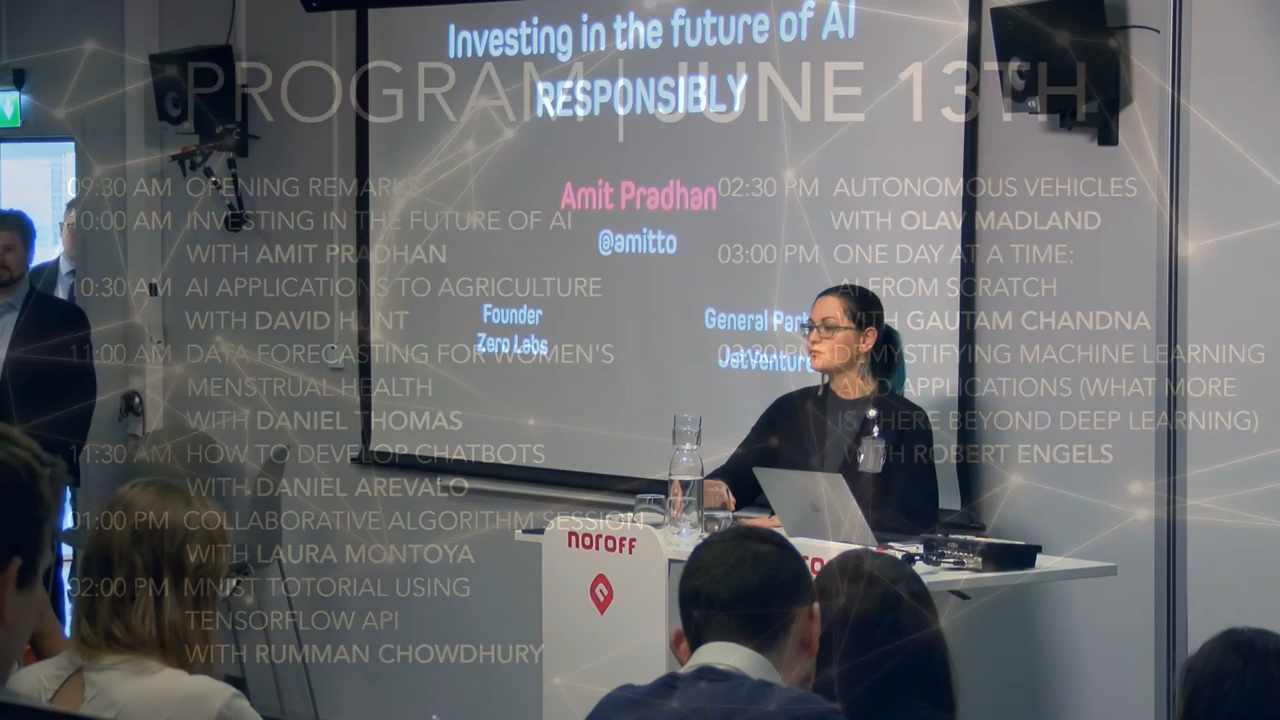 Investing in the future of AI
RESPONSIBLY
Amit Pradhan
@amitto
Founder
Zero Labs
General Part
JetVenture
noroff
PROGRAM | JUNE 13TH
09:30 AM OPENING REMARKS
10:00 AM INVESTING IN THE FUTURE OF AI
WITH AMIT PRADHAN
10:30 AM AI APPLICATIONS TO AGRICULTURE
WITH DAVID HUNT
11:00 AM DATA FORECASTING FOR WOMEN'S
MENSTRUAL HEALTH
WITH DANIEL THOMAS
11:30 AM HOW TO DEVELOP CHATBOTS
WITH DANIEL AREVALO
01:00 PM COLLABORATIVE ALGORITHM SESSION
WITH LAURA MONTOYA
02:00 PM MNIST TOTORIAL USING
TENSORFLOW API
WITH RUMMAN CHOWDHURY
02:30 PM AUTONOMOUS VEHICLES
WITH OLAV MADLAND
03:00 PM ONE DAY AT A TIME:
AI FROM SCRATCH
WITH GAUTAM CHANDNA
DEMYSTIFYING MACHINE LEARNING
AND APPLICATIONS (WHAT MORE
IS THERE BEYOND DEEP LEARNING)
WITH ROBERT ENGELS